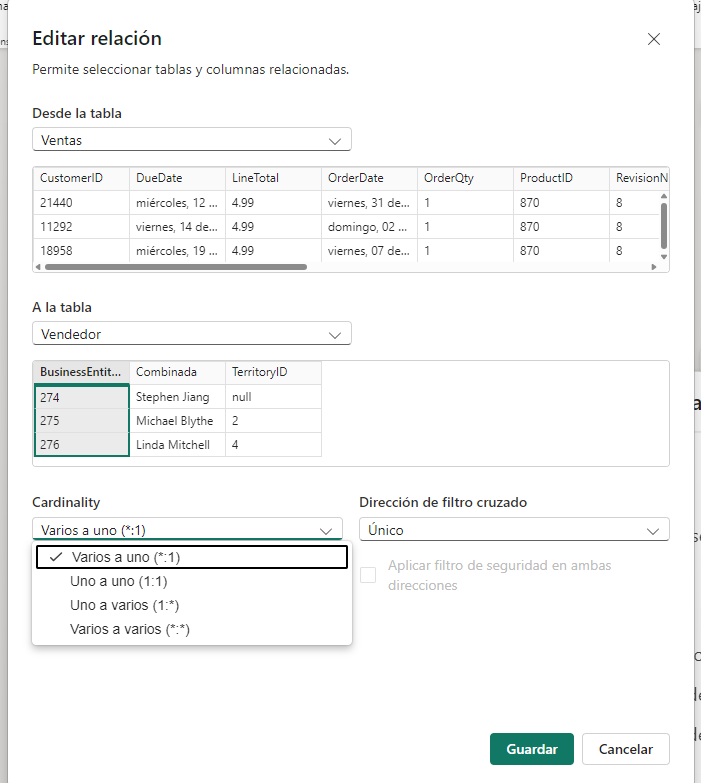 Editar relación
Permite seleccionar tablas y columnas relacionadas.
Desde la tabla
Ventas
CustomerID DueDate LineTotal OrderDate OrderQty ProductID RevisionN
21440 miércoles, 12 ... 4.99 viernes, 31 de... 1 870 8
11292 viernes, 14 de... 4.99 domingo, 02 ... 1 870 8
18958 miércoles, 19 ... 4.99 viernes, 07 de... 1 870 8
A la tabla
Vendedor
BusinessEntit... Combinada TerritoryID
274 Stephen Jiang null
275 Michael Blythe 2
276 Linda Mitchell 4
Cardinality Dirección de filtro cruzado
Varios a uno (*:1) Único
Varios a uno (*:1)
Uno a uno (1:1)
Uno a varios (1:*)
Varios a varios (*:*)
Aplicar filtro de seguridad en ambas
direcciones
Guardar Cancelar